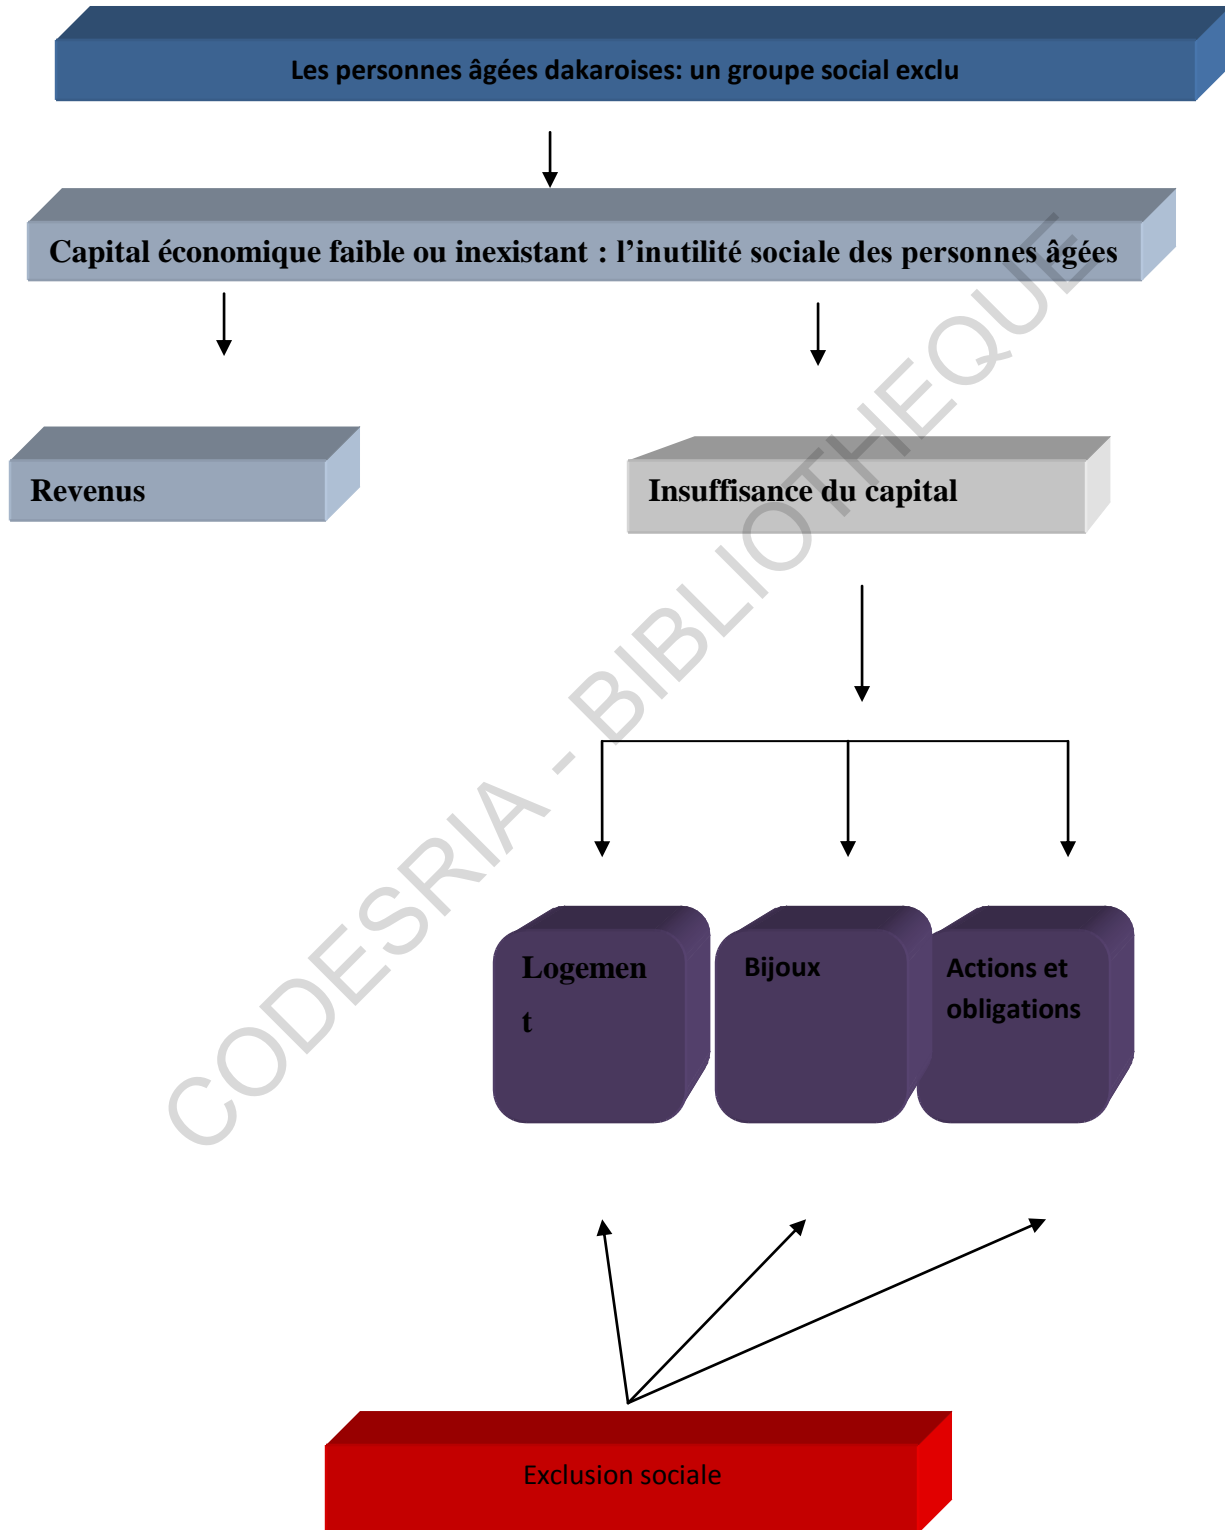 Les personnes âgées dakaroises: un groupe social exclu
Capital économique faible ou inexistant : l’inutilité sociale des personnes âgées
Revenus
Insuffisance du capital
Logemen
t
Bijoux
Actions et
obligations
Exclusion sociale
CODESRIA - BIBLIOTHEQUE